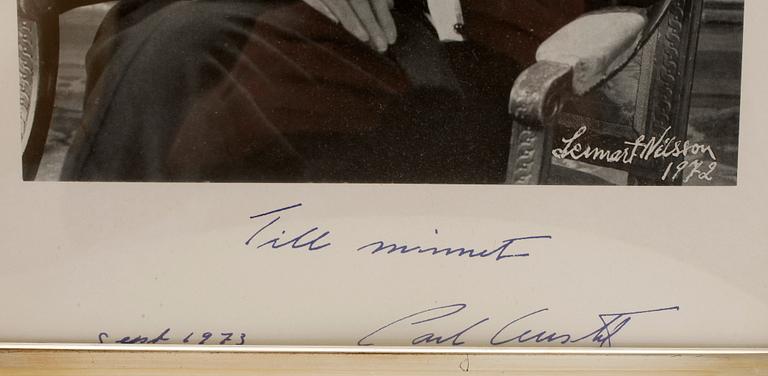 Lennart Nilsson
1972
Till minnet
Sept 1973 Carl Gustaf